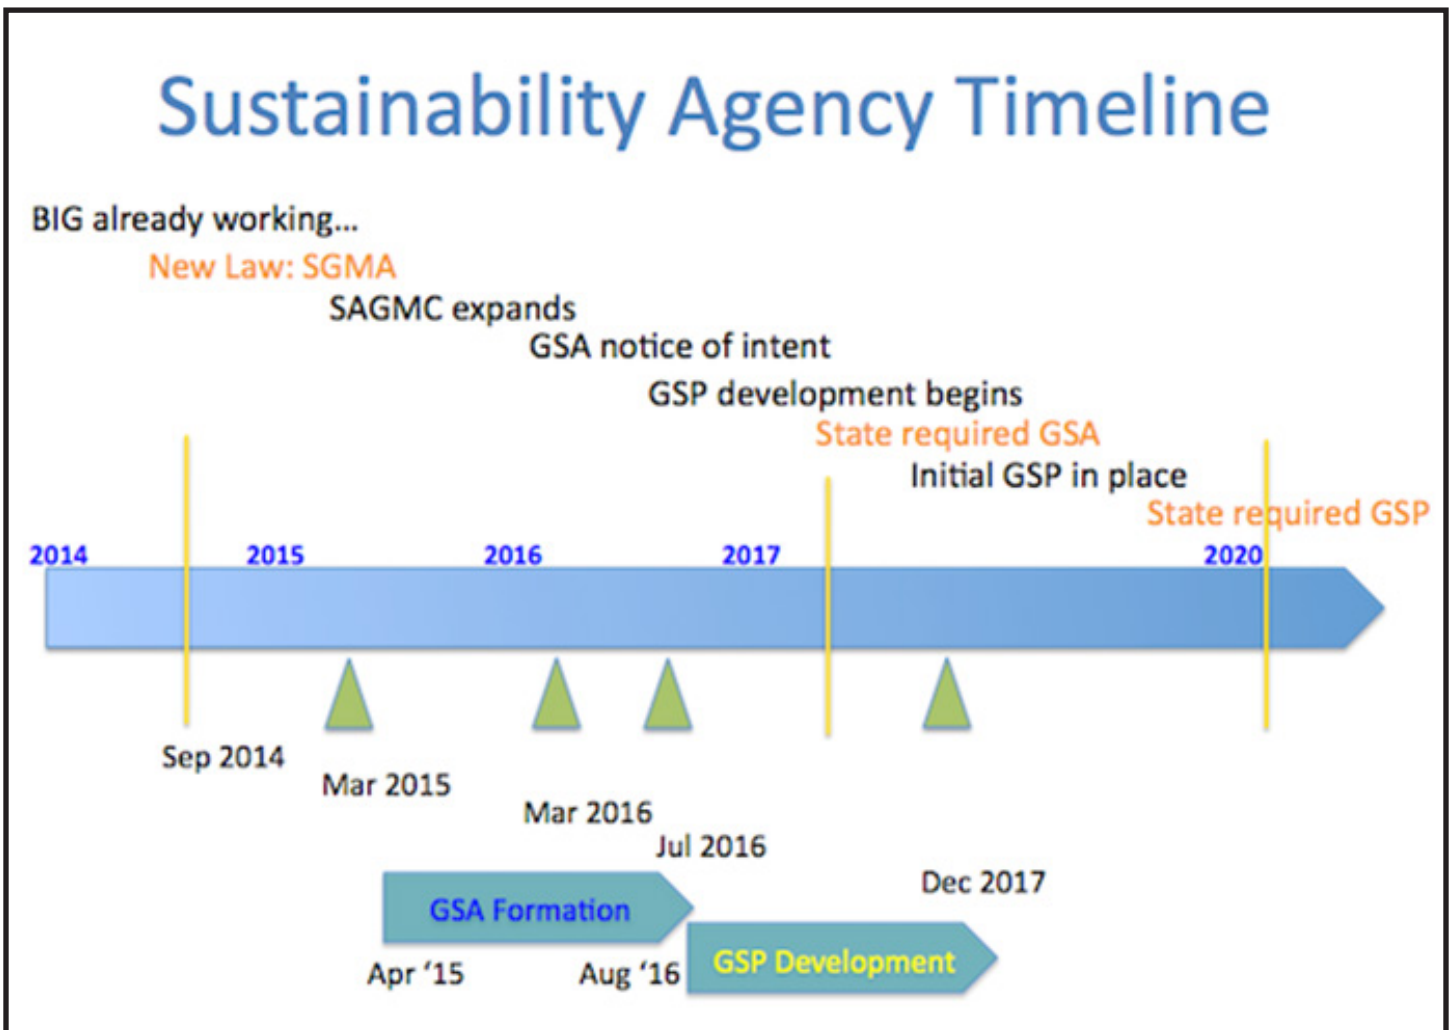 Sustainability Agency Timeline
BIG already working...
New Law: SGMA
SAGMC expands
GSA notice of intent
GSP development begins
State required GSA
Initial GSP in place
State required GSP
2014 2015 2016 2017 2020
Sep 2014
Mar 2015
Mar 2016
Jul 2016
Dec 2017
GSA Formation
GSP Development
Apr ‘15 Aug ‘16